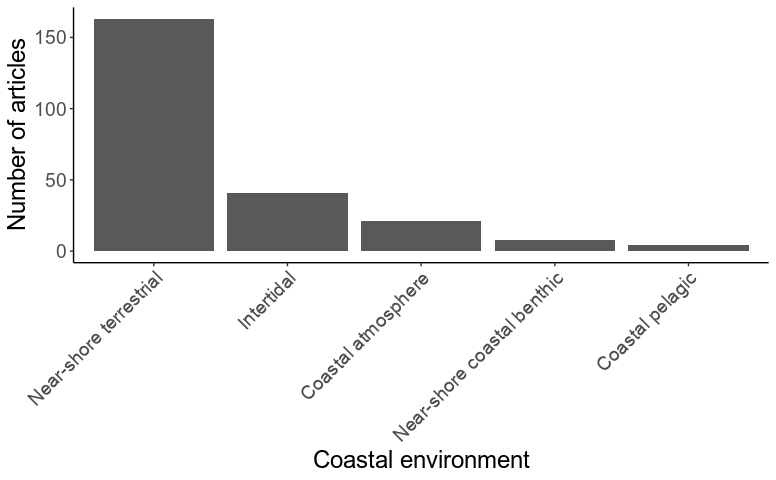 Number of articles
150
100
50
0
Near-shore terrestrial
Intertidal
Coastal atmosphere
Near-shore coastal benthic
Coastal pelagic
Coastal environment